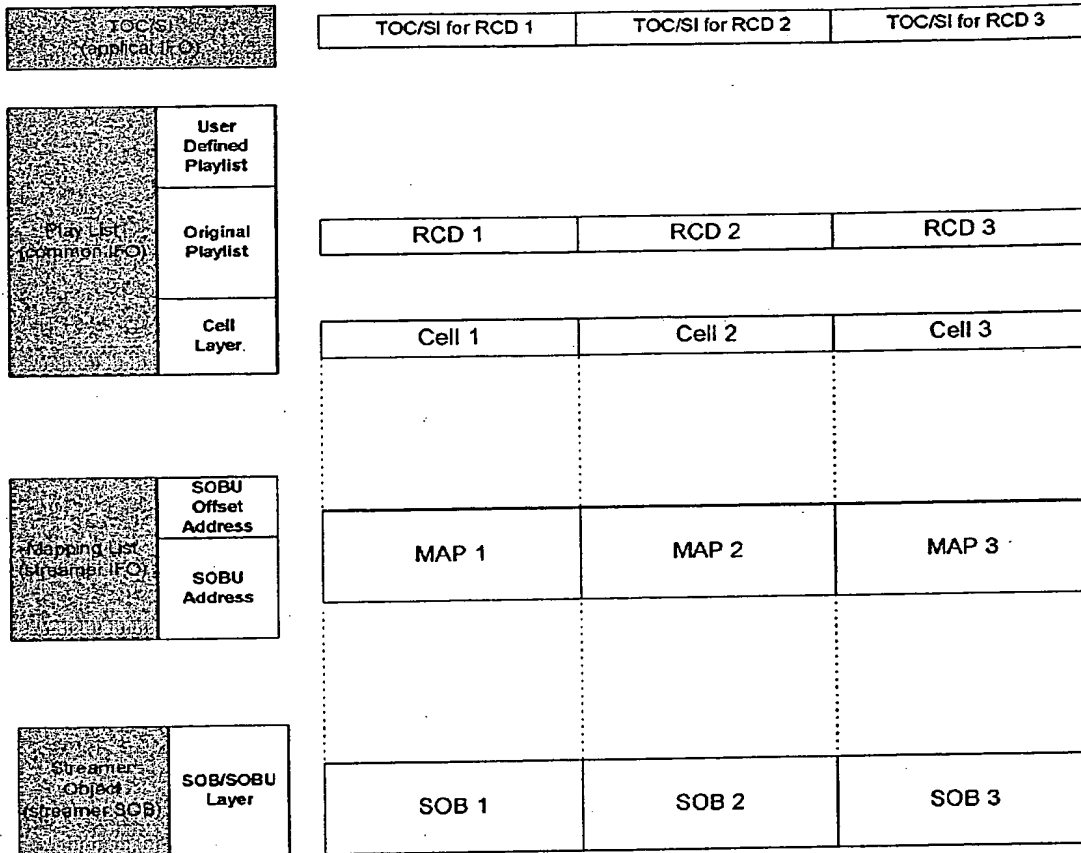 TOC/SI
(applical IFO)
TOC/SI for RCD 1
TOC/SI for RCD 2
TOC/SI for RCD 3
Play List
(common IFO)
User
Defined
Playlist
Original
Playlist
Cell
Layer
RCD 1
RCD 2
RCD 3
Cell 1
Cell 2
Cell 3
Mapping List
(streamer IFO)
SOBU
Offset
Address
SOBU
Address
MAP 1
MAP 2
MAP 3
Streamer
Object
(streamer SOB)
SOB/SOBU
Layer
SOB 1
SOB 2
SOB 3